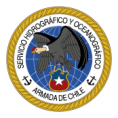 SERVICIO HIDROGRÁFICO Y OCEANOGRÁFICO
ARMADA DE CHILE